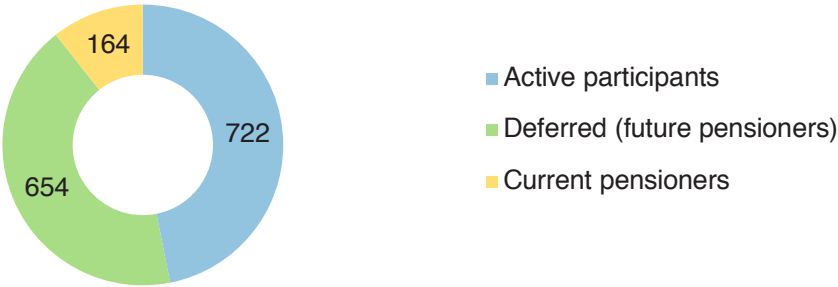 164
722
654
Active participants
Deferred (future pensioners)
Current pensioners